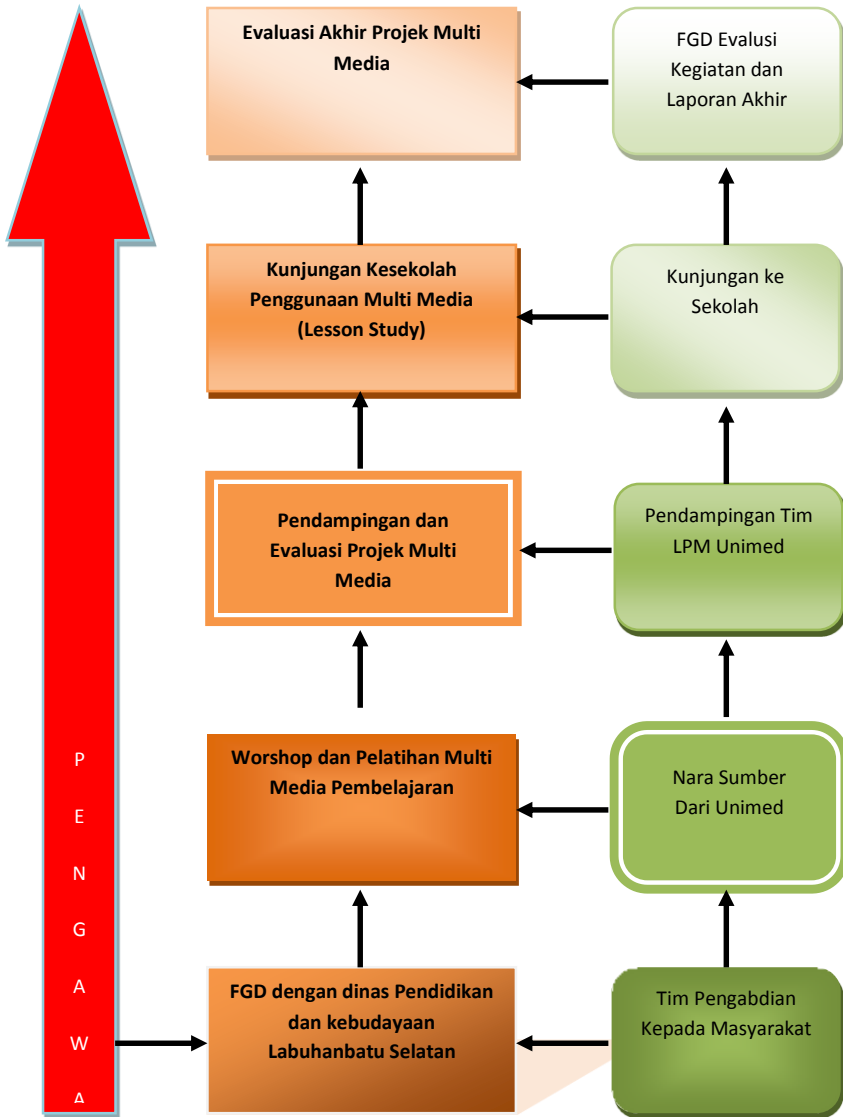 Evaluasi Akhir Projek Multi
Media
FGD Evalusi
Kegiatan dan
Laporan Akhir
Kunjungan Kesekolah
Penggunaan Multi Media
(Lesson Study)
Kunjungan ke
Sekolah
Pendampingan dan
Evaluasi Projek Multi
Media
Pendampingan Tim
LPM Unimed
Worshop dan Pelatihan Multi
Media Pembelajaran
Nara Sumber
Dari Unimed
FGD dengan dinas Pendidikan
dan kebudayaan
Labuhanbatu Selatan
Tim Pengabdian
Kepada Masyarakat
P
E
N
G
A
W
A